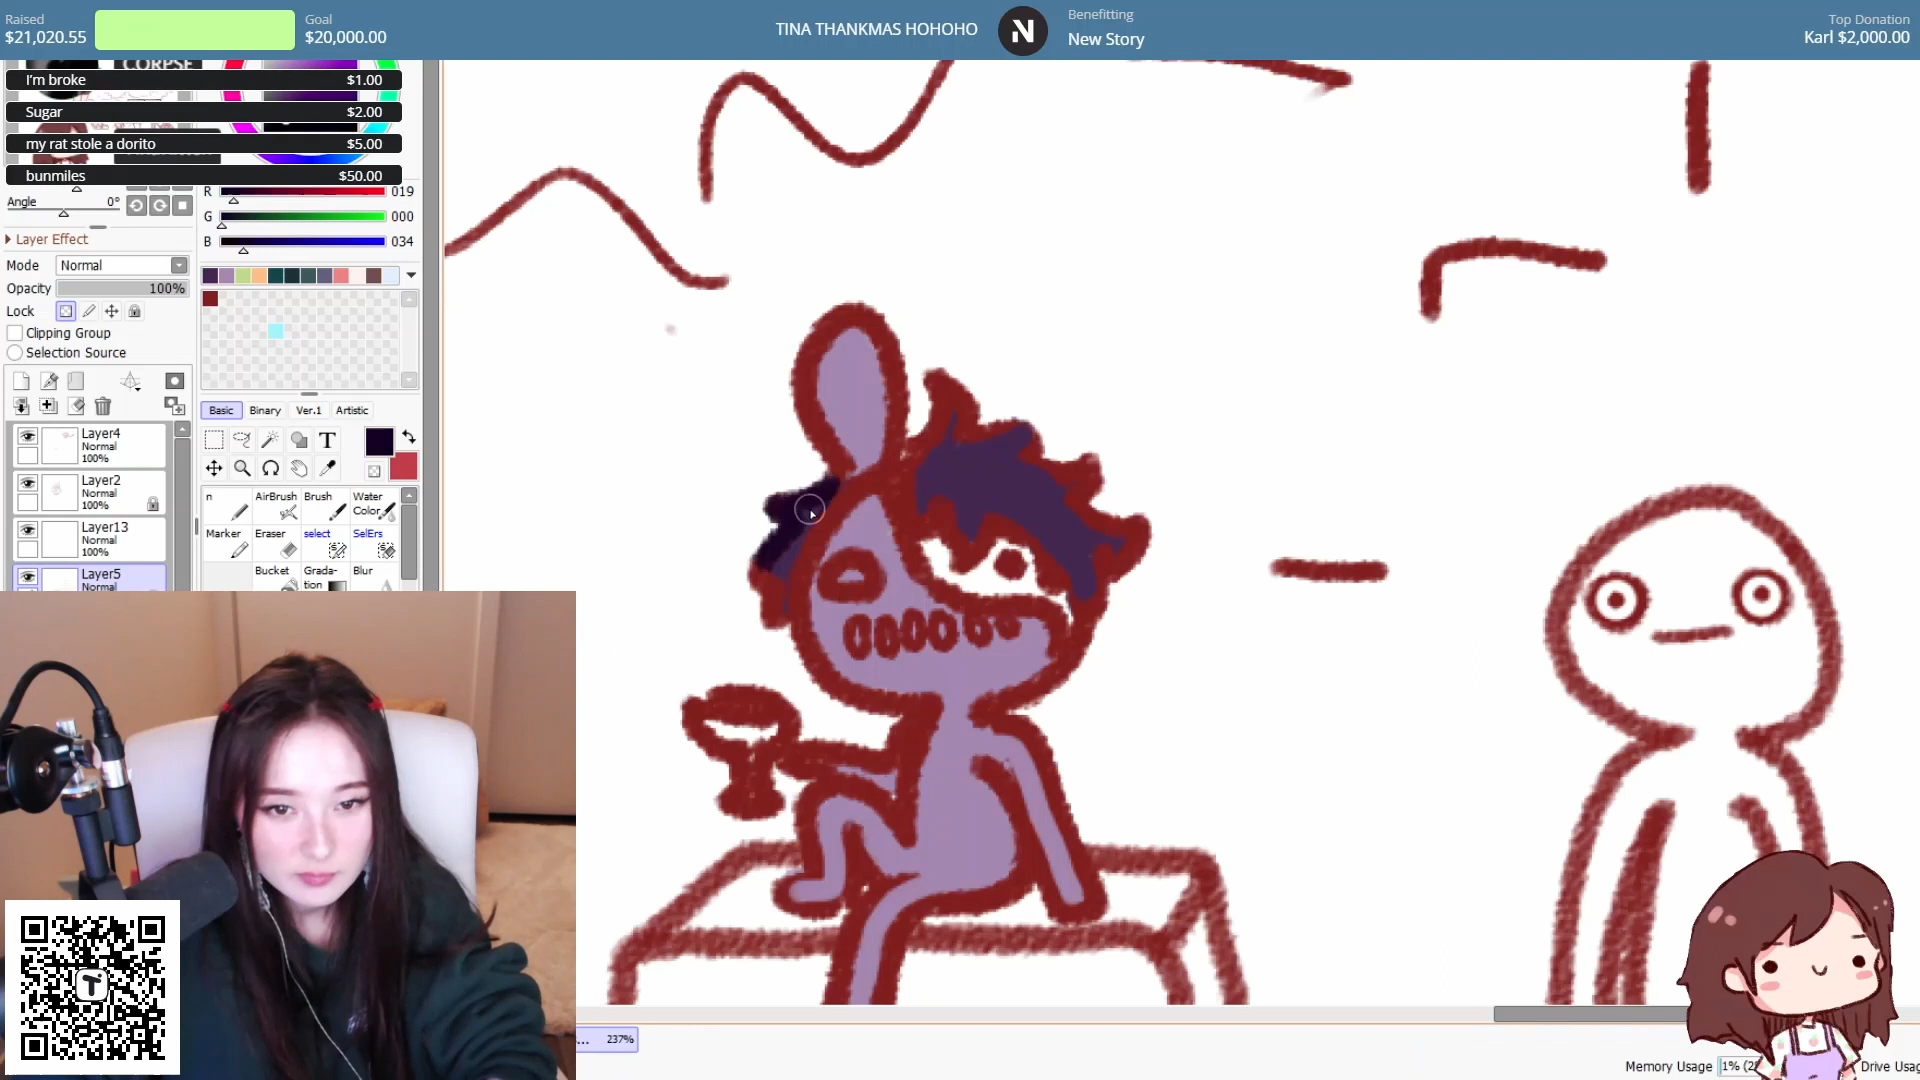 Raised
$21,020.55
Goal
$20,000.00
TINA THANKMAS HOHOHO
N
Benefitting
New Story
Top Donation
Karl $2,000.00
CORPSE
I'm broke $1.00
Sugar $2.00
my rat stole a dorito $5.00
bunmiles $50.00
Angle 0°
Layer Effect
Mode Normal
Opacity 100%
Lock
Clipping Group
Selection Source
R 019
G 000
B 034
Basic Binary Ver.1 Artistic
T
n AirBrush Brush Water Color
Marker Eraser select SelErs
Bucket Grada-tion Blur
Layer4
Normal
100%
Layer2
Normal
100%
Layer13
Normal
100%
Layer5
Normal
T
... 237%
Memory Usage 1%
Drive Usag